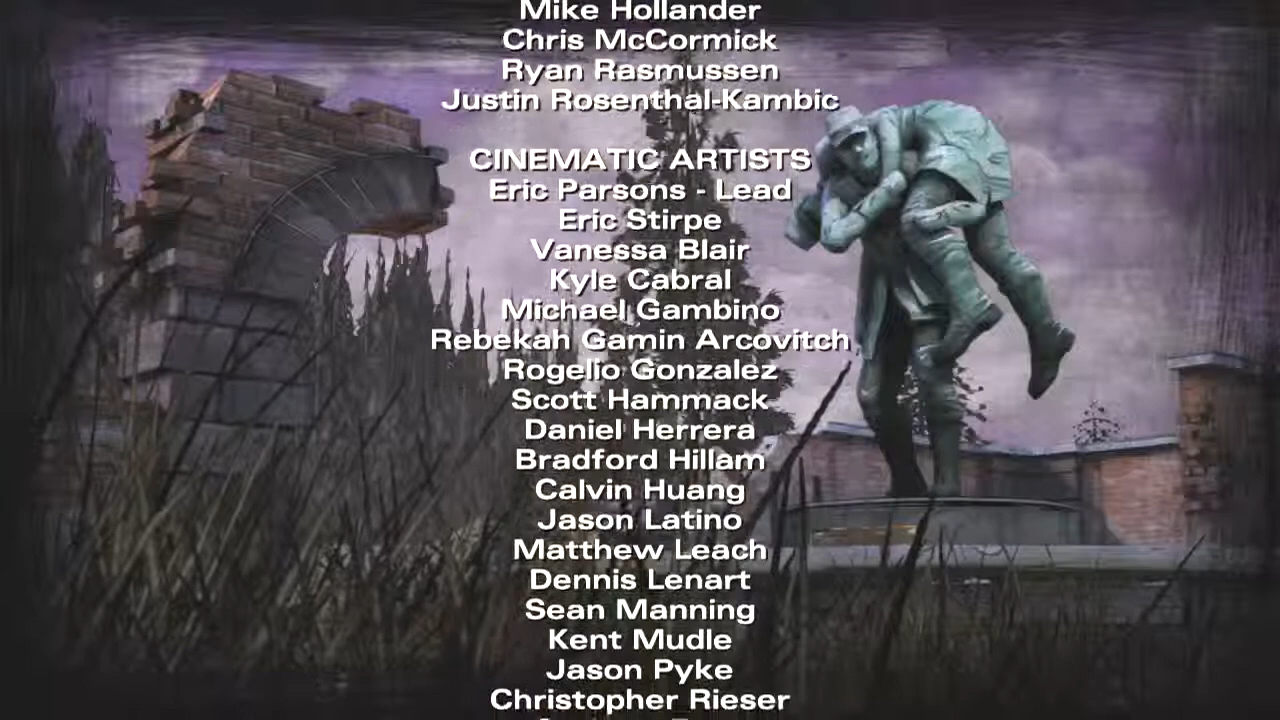 Mike Hollander
Chris McCormick
Ryan Rasmussen
Justin Rosenthal-Kambic
CINEMATIC ARTISTS
Eric Parsons - Lead
Eric Stirpe
Vanessa Blair
Kyle Cabral
Michael Gambino
Rebekah Gamin Arcovitch
Rogelio Gonzalez
Scott Hammack
Daniel Herrera
Bradford Hillam
Calvin Huang
Jason Latino
Matthew Leach
Dennis Lenart
Sean Manning
Kent Mudle
Jason Pyke
Christopher Rieser